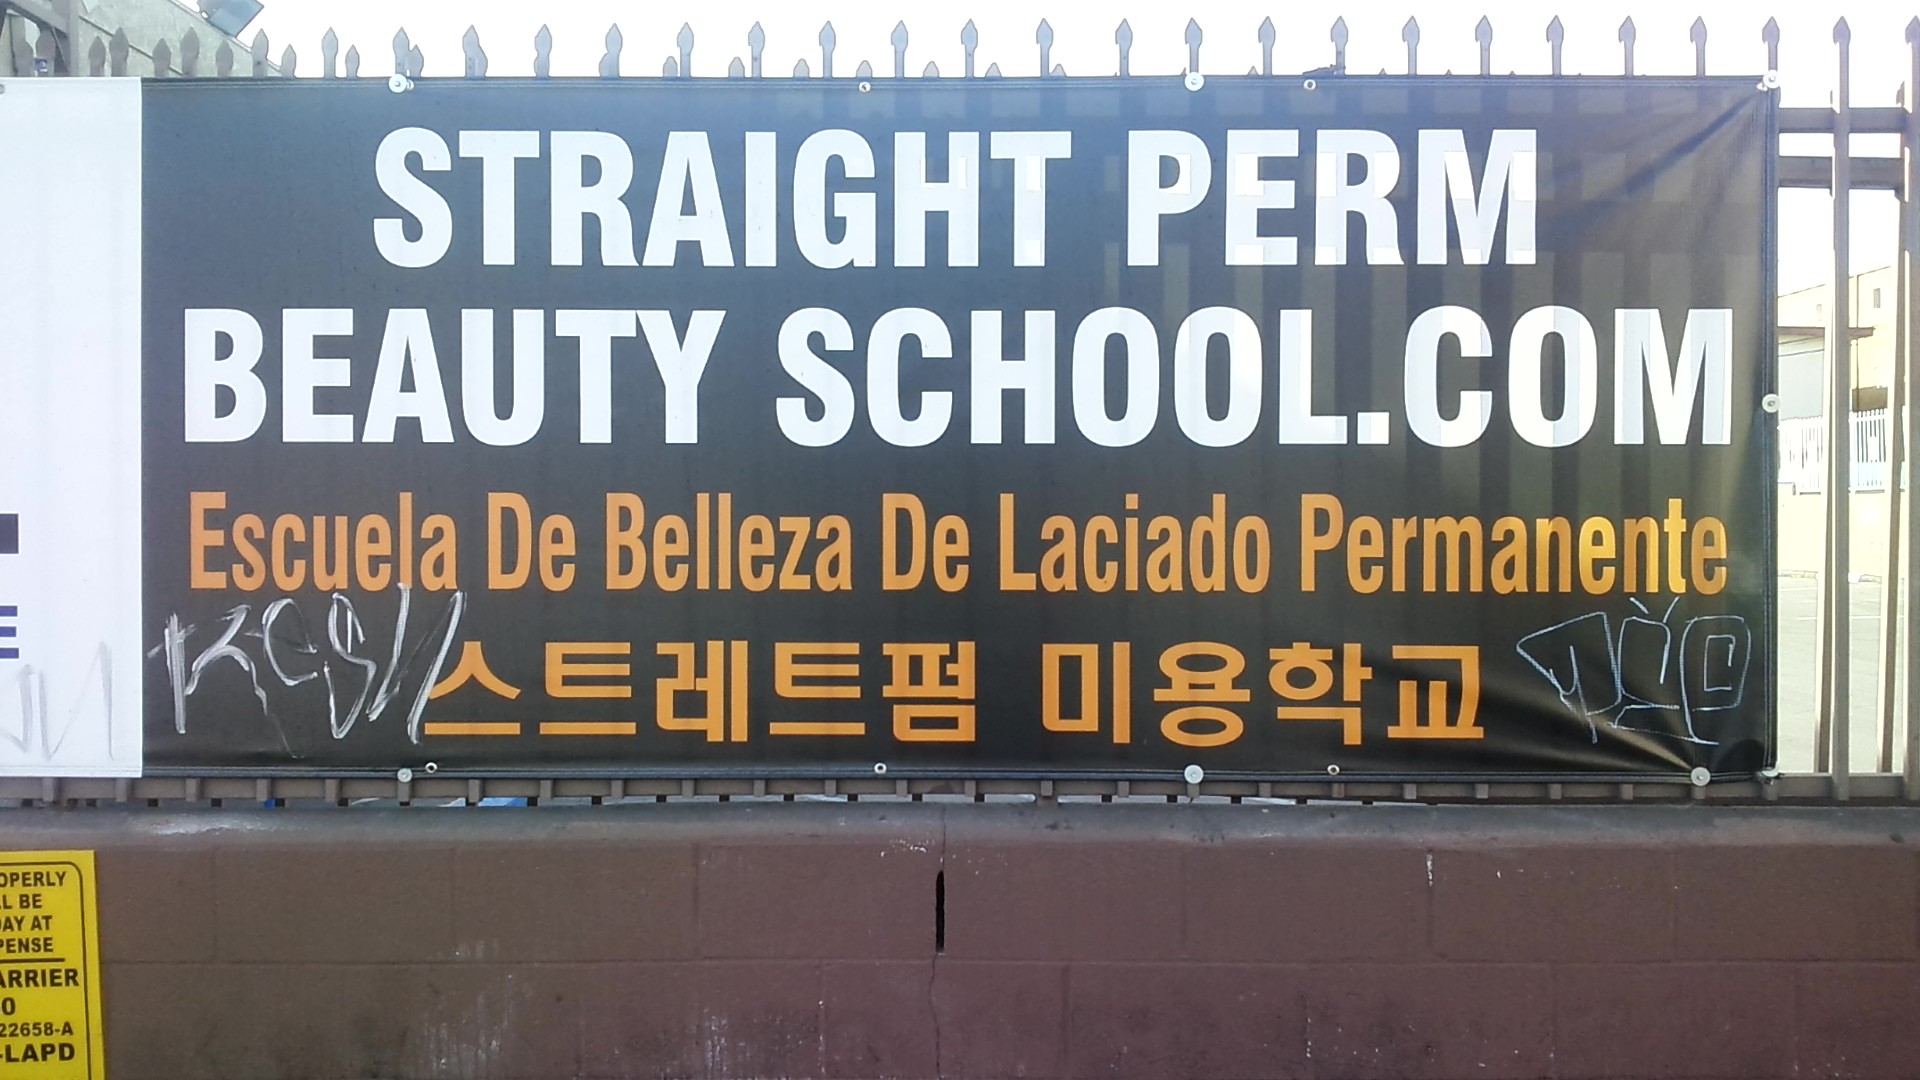 STRAIGHT PERM
BEAUTY SCHOOL.COM
Escuela De Belleza De Laciado Permanente
스트레트펌 미용학교
OPERLY
L BE
DAY AT
PENSE
ARRIER
22658-A
-LAPD